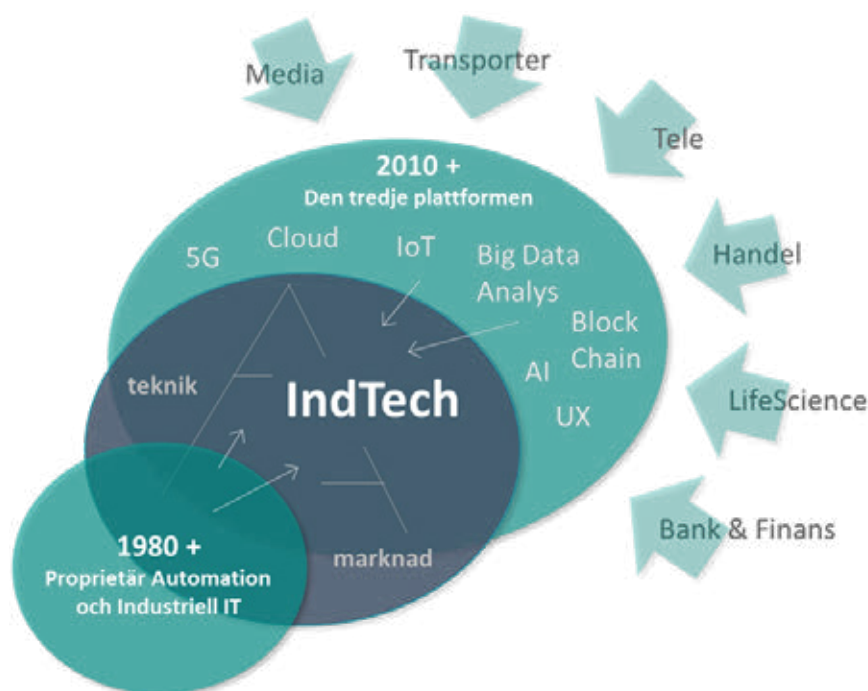 Media
Transporter
Tele
Handel
LifeScience
Bank & Finans
2010 +
Den tredje plattformen
5G
Cloud
IoT
Big Data
Analys
Block
Chain
AI
UX
teknik
IndTech
marknad
1980 +
Proprietär Automation
och Industriell IT